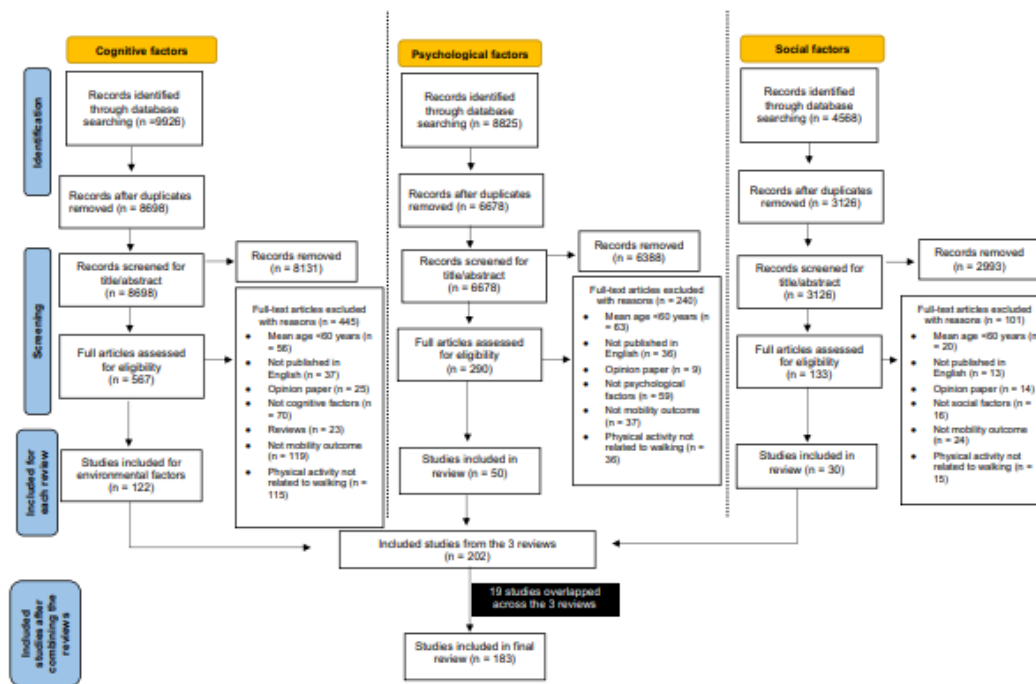 Cognitive factors
Psychological factors
Social factors
Identification
Records identified
through database
searching (n =9926)
Records identified
through database
searching (n = 8825)
Records identified
through database
searching (n = 4568)
Records after duplicates
removed (n = 8698)
Records after duplicates
removed (n = 6678)
Records after duplicates
removed (n = 3126)
Screening
Records screened for
title/abstract
(n = 8698)
Records removed
(n = 8131)
Full-text articles excluded
with reasons (n = 445)
● Mean age <60 years
(n = 56)
● Not published in
English (n = 37)
● Opinion paper (n = 25)
● Not cognitive factors (n
= 70)
● Reviews (n = 23)
● Not mobility outcome
(n = 119)
● Physical activity not
related to walking (n =
115)
Full articles assessed
for eligibility
(n = 567)
Records screened for
title/abstract
(n = 6678)
Records removed
(n = 6388)
Full-text articles excluded
with reasons (n = 240)
● Mean age <60 years (n
= 63)
● Not published in
English (n = 36)
● Opinion paper (n = 9)
● Not psychological
factors (n = 59)
● Not mobility outcome
(n = 37)
● Physical activity not
related to walking (n =
36)
Full articles assessed
for eligibility
(n = 290)
Records screened for
title/abstract
(n = 3126)
Records removed
(n = 2993)
Full-text articles excluded
with reasons (n = 101)
● Mean age <60 years (n
= 20)
● Not published in
English (n = 13)
● Opinion paper (n = 14)
● Not social factors (n =
16)
● Not mobility outcome
(n = 24)
● Physical activity not
related to walking (n =
15)
Full articles assessed
for eligibility
(n = 133)
Included for
each review
Studies included for
environmental factors
(n = 122)
Studies included in
review (n = 50)
Studies included in
review (n = 30)
Included studies from the 3 reviews
(n = 202)
19 studies overlapped
across the 3 reviews
Included
studies after
combining the
reviews
Studies included in final
review (n = 183)